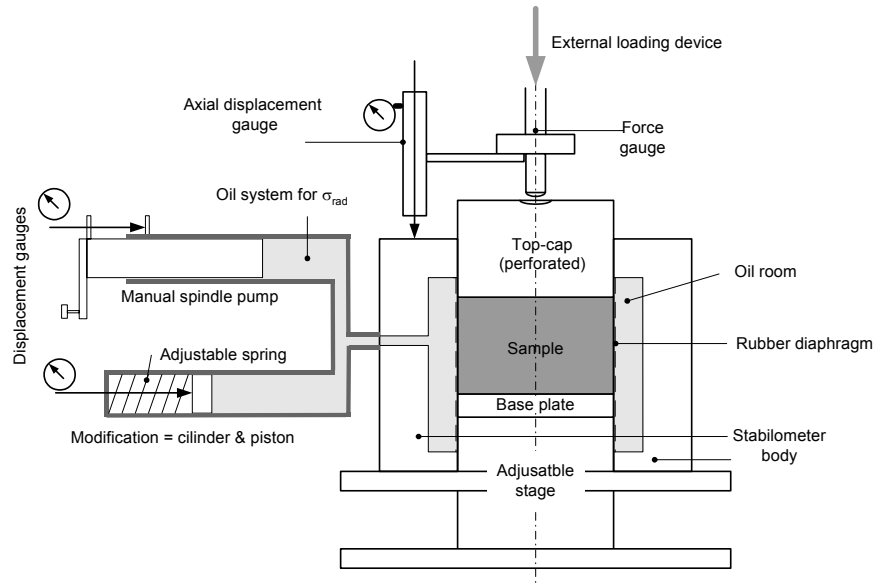 External loading device
Axial displacement
gauge
Force
gauge
Oil system for σrad
Displacement gauges
Top-cap
(perforated)
Oil room
Manual spindle pump
Rubber diaphragm
Sample
Adjustable spring
Base plate
Modification = cilinder & piston
Stabilometer
body
Adjusatble
stage